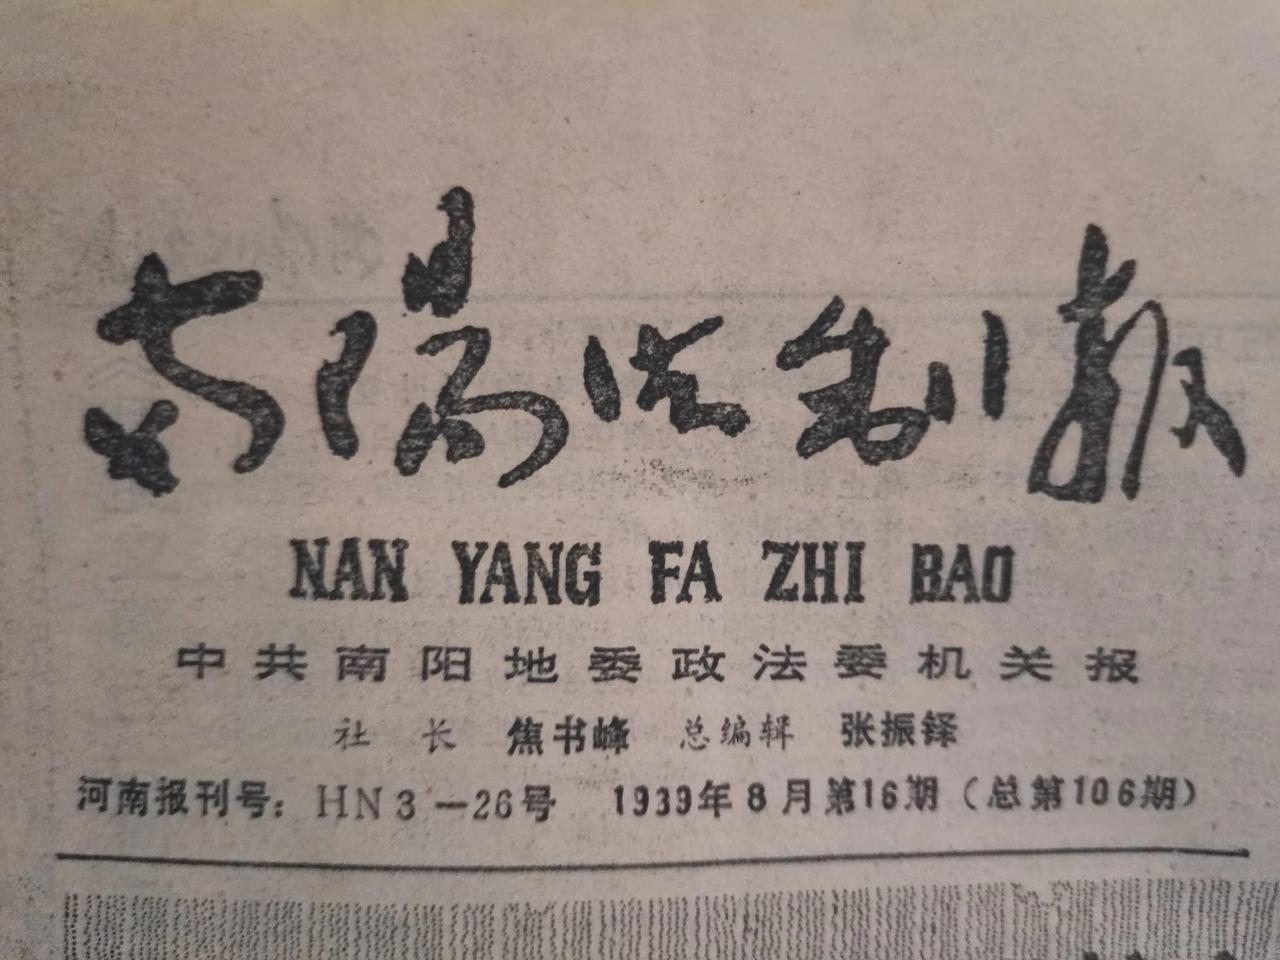 南阳法制报
NAN YANG FA ZHI BAO
中共南阳地委政法委机关报
社 长 焦书峰 总编辑 张振铎
河南报刊号：HN3—26号 1939年8月第16期（总第106期）